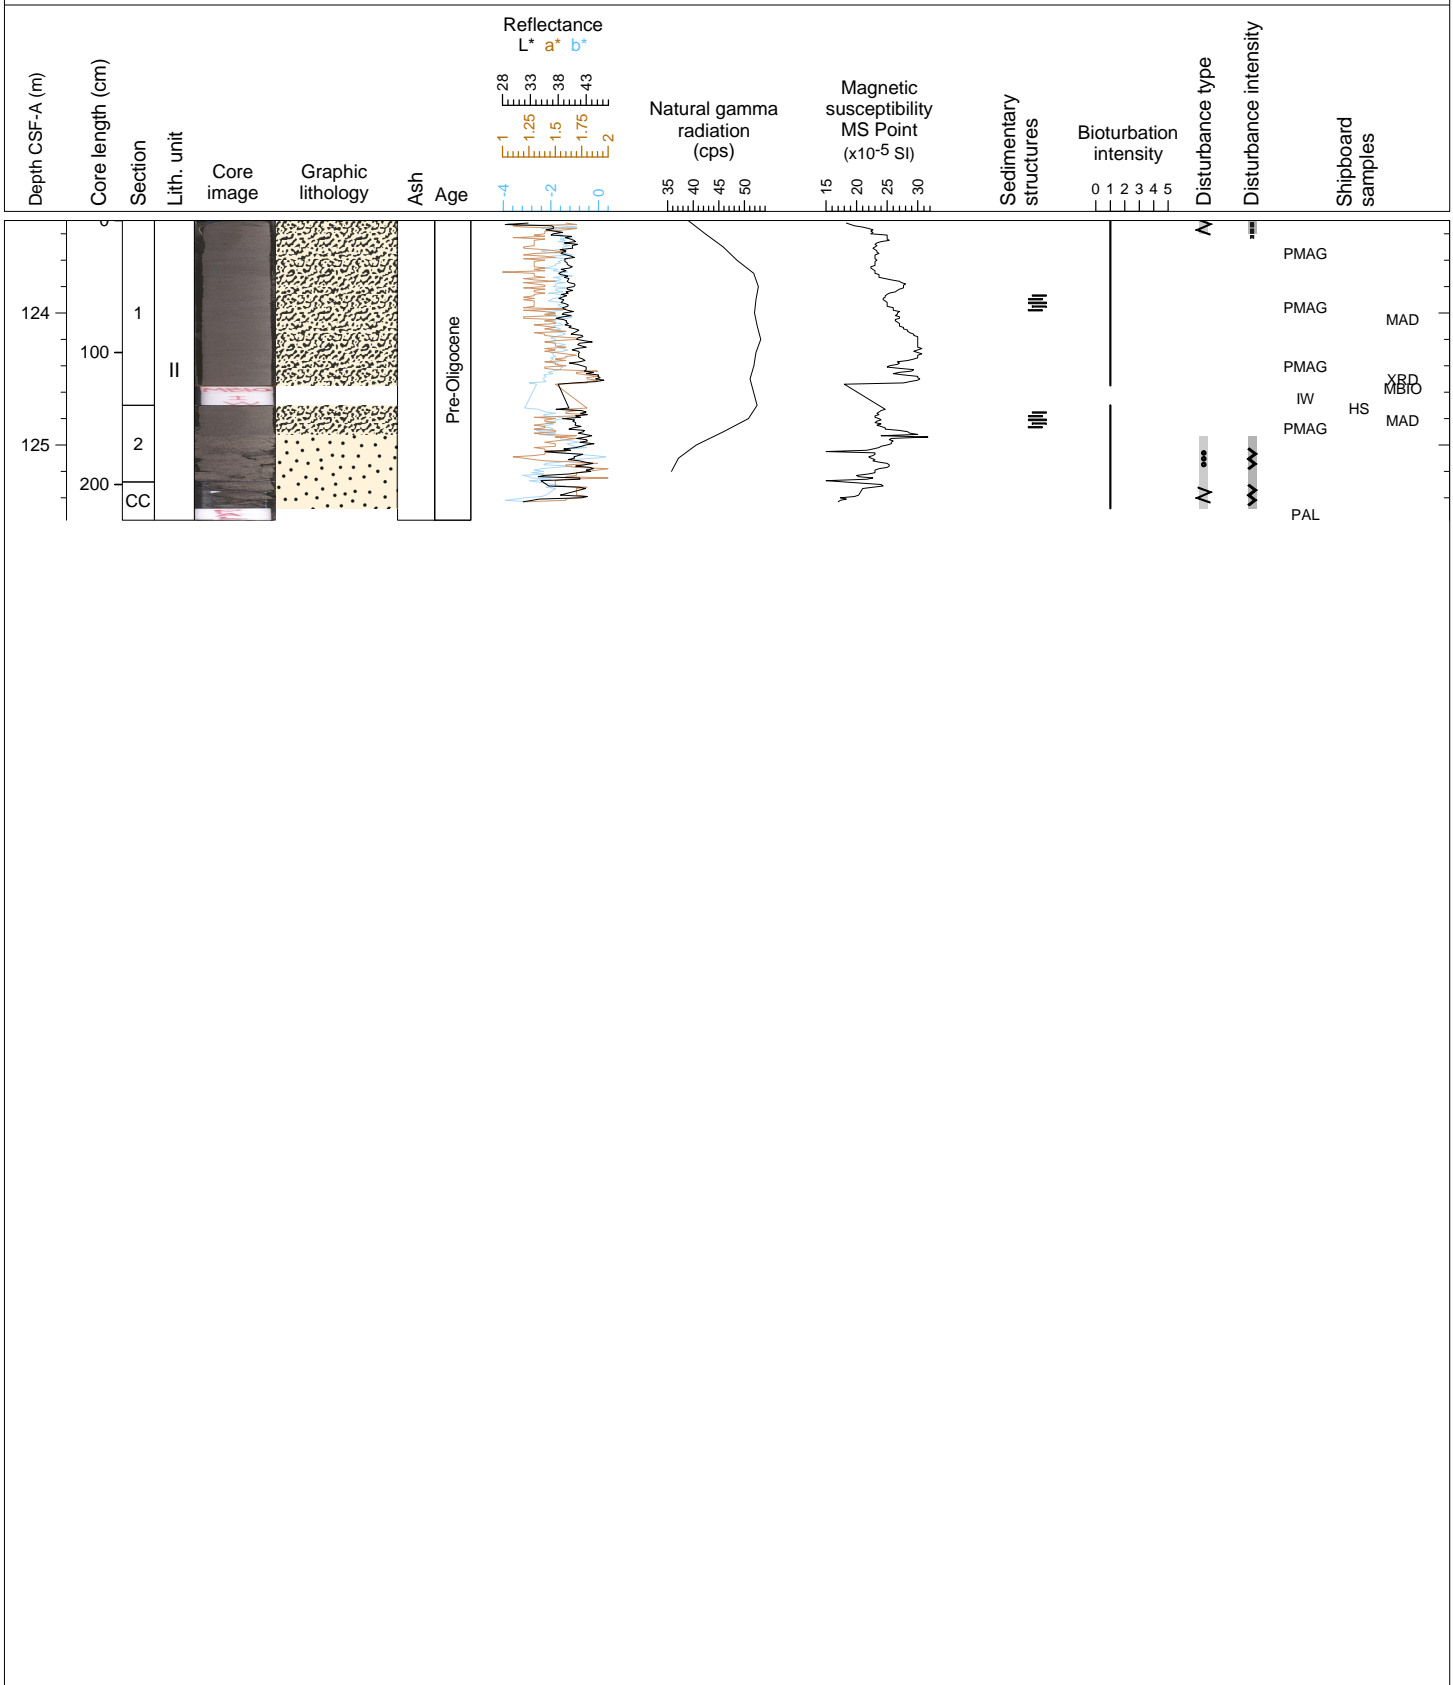 Depth CSF-A (m)
Core length (cm)
Section
Lith. unit
Core
image
Graphic
lithology
Ash
Age
Reflectance
L* a* b*
28 33 38 43
1 1.25 1.5 1.75 2
-4 -2 0
Natural gamma
radiation
(cps)
35 40 45 50
Magnetic
susceptibility
MS Point
(x10-5 SI)
15 20 25 30
Sedimentary
structures
Bioturbation
intensity
0 1 2 3 4 5
Disturbance type
Disturbance intensity
Shipboard
samples
0
124
100
125
200
1
2
CC
II
Pre-Oligocene
PMAG
PMAG
MAD
PMAG
XRD
MBIO
IW
HS
MAD
PMAG
PAL